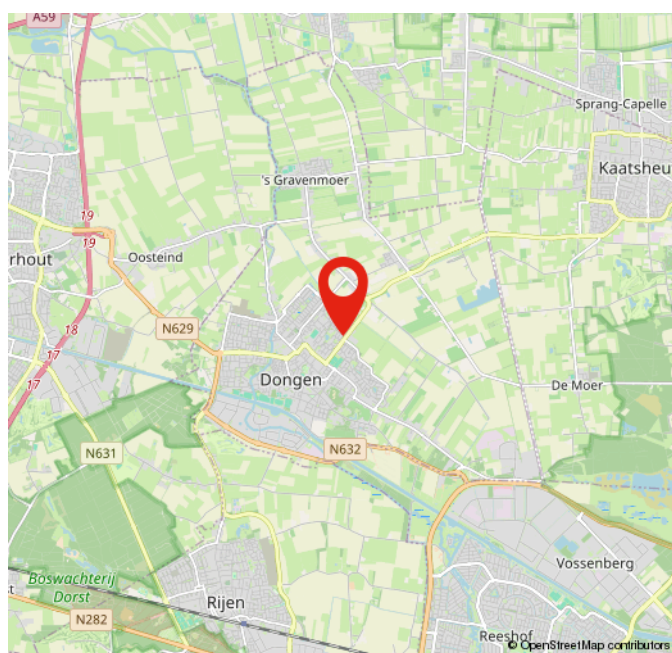 A59
Sprang-Capelle
Kaatsheu
's Gravenmoer
19
19
Oosteind
rhout
18
N629
17
17
Dongen
De Moer
N632
N631
Vossenberg
Boswachterij
Dorst
Rijen
N282
Reeshof
© OpenStreetMap contributors